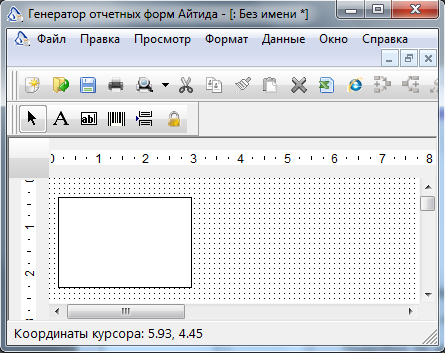 Генератор отчетных форм Айтида - [: Без имени *]
Файл Правка Просмотр Формат Данные Окно Справка
A ab|
0 1 2 3 4 5 6 7 8
0
1
2
Координаты курсора: 5.93, 4.45